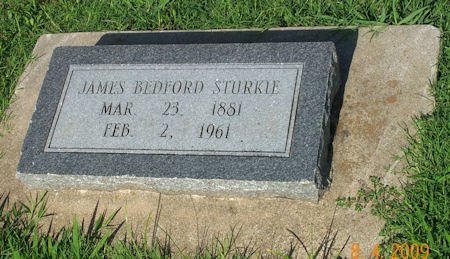 JAMES BEDFORD STURKIE
MAR. 23, 1881
FEB. 2, 1961
8 4 2009